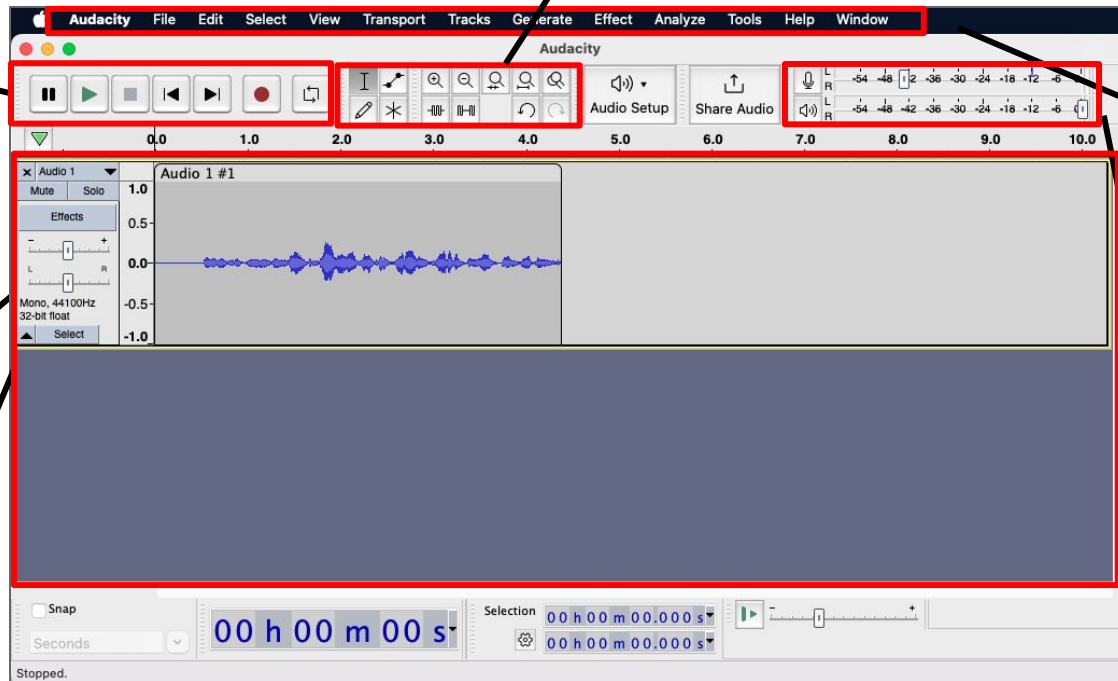 Audacity File Edit Select View Transport Tracks Generate Effect Analyze Tools Help Window
Audacity
Audio Setup
Share Audio
L
R
-54 -48 2 -36 -30 -24 -18 -12 -6
L
R
-54 -48 -42 -36 -30 -24 -18 -12 -6
0.0 1.0 2.0 3.0 4.0 5.0 6.0 7.0 8.0 9.0 10.0
× Audio 1
Audio 1 #1
Mute Solo
Effects
- +
L R
Mono, 44100Hz
32-bit float
Select
1.0
0.5
0.0
-0.5
-1.0
Snap
Seconds
00 h 00 m 00 s
Selection
00 h 00 m 00.000 s
00 h 00 m 00.000 s
- +
Stopped.